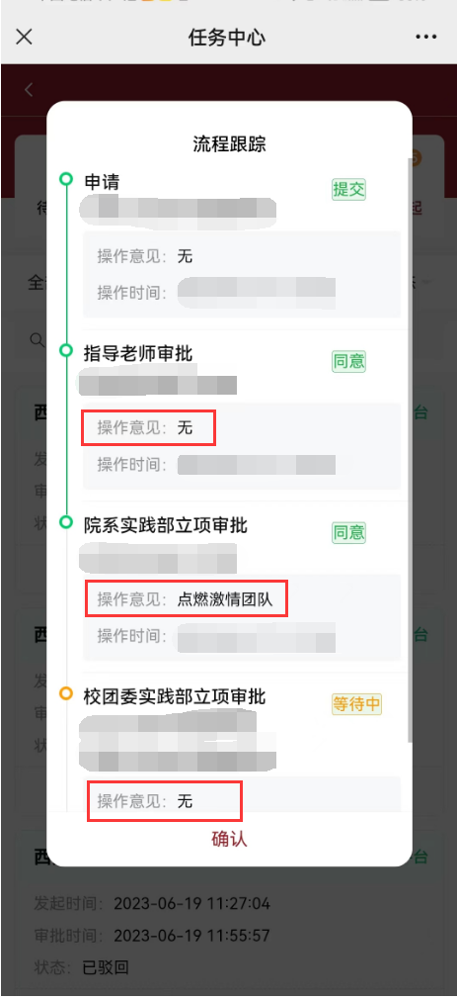 任务中心
流程跟踪
申请
提交
操作意见：无
操作时间：
指导老师审批
同意
操作意见：无
操作时间：
院系实践部立项审批
同意
操作意见：点燃激情团队
操作时间：
校团委实践部立项审批
等待中
操作意见：无
确认
发起时间：2023-06-19 11:27:04
审批时间：2023-06-19 11:55:57
状态：已驳回